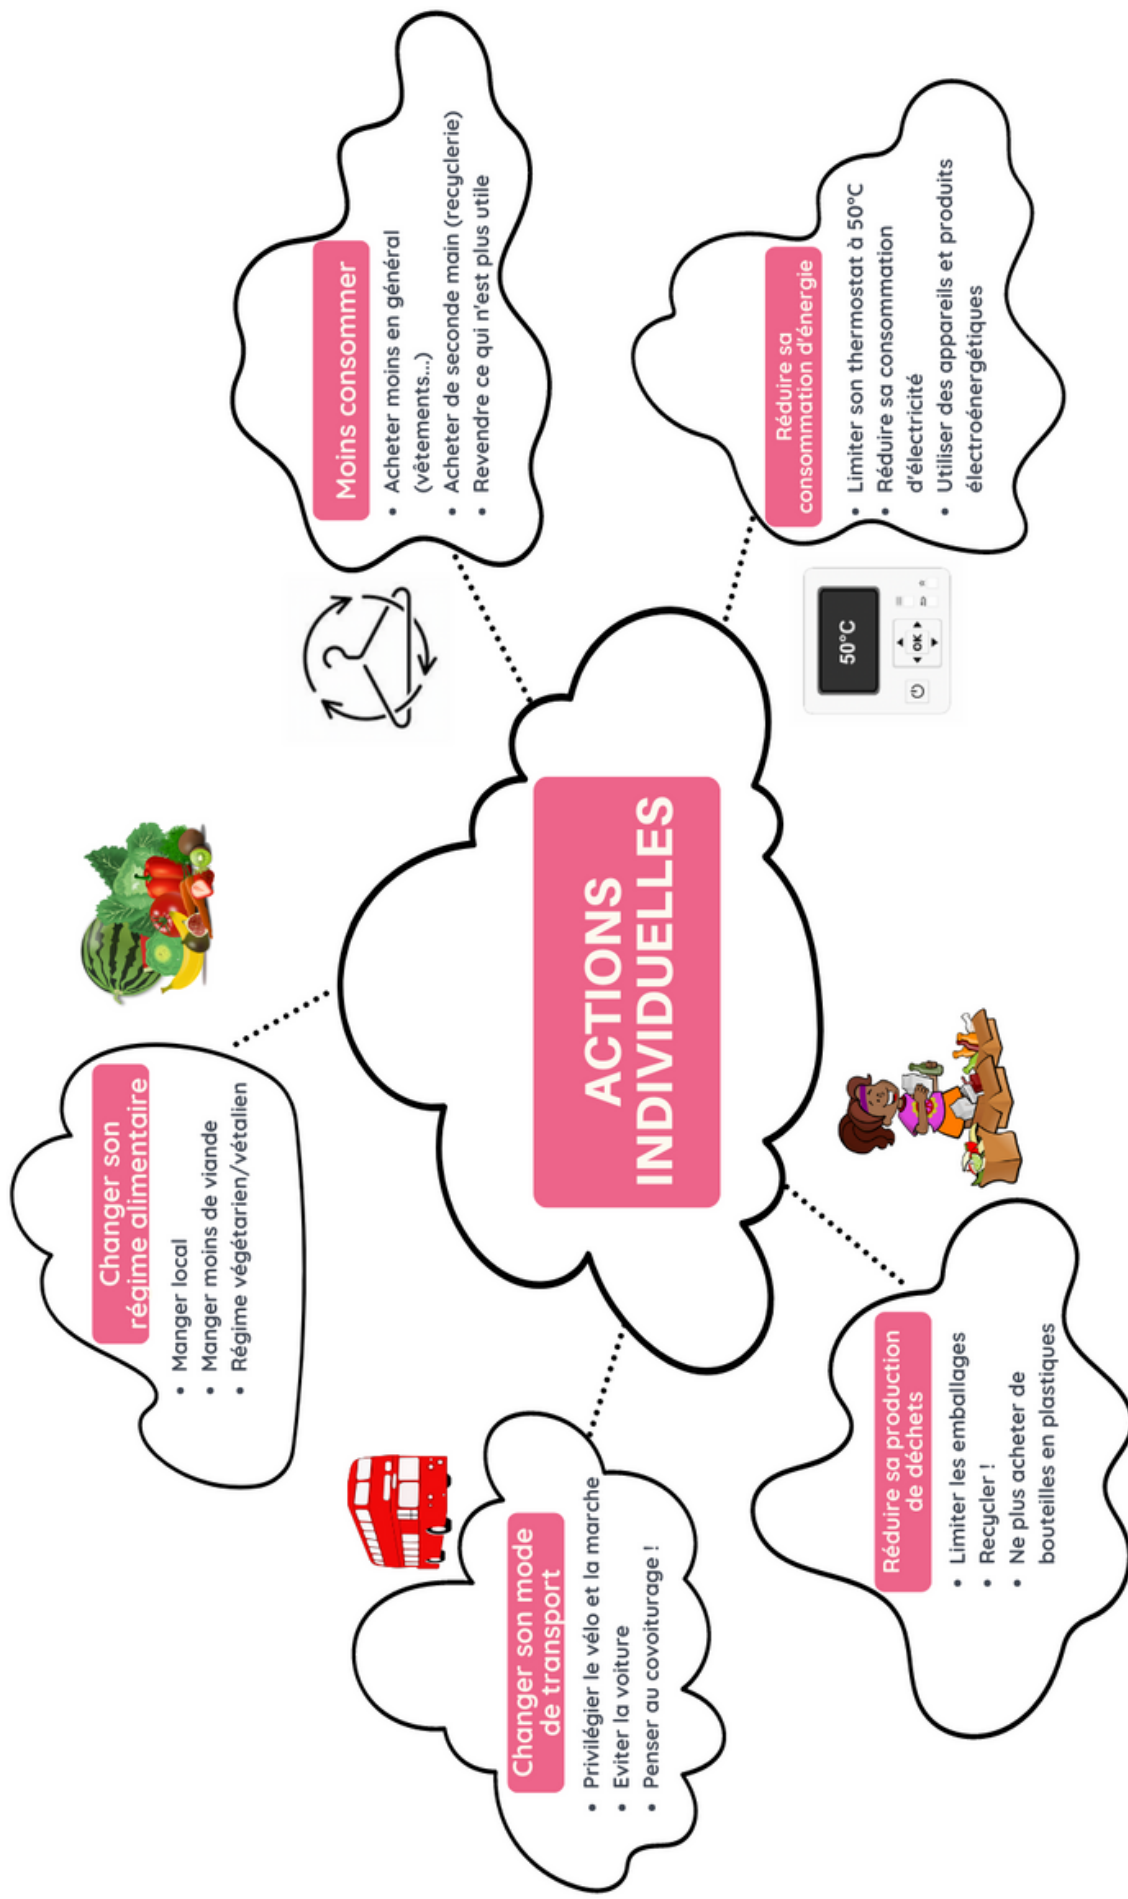 Changer son
régime alimentaire
Manger local
Manger moins de viande
Régime végétarien/vétalien
Moins consommer
Acheter moins en général
(vêtements...)
Acheter de seconde main (recyclerie)
Revendre ce qui n'est plus utile
Changer son mode
de transport
Privilégier le vélo et la marche
Eviter la voiture
Penser au covoiturage !
ACTIONS
INDIVIDUELLES
50°C
OK
Réduire sa
consommation d'énergie
Limiter son thermostat à 50°C
Réduire sa consommation
d'électricité
Utiliser des appareils et produits
électroénergétiques
Réduire sa production
de déchets
Limiter les emballages
Recycler !
Ne plus acheter de
bouteilles en plastiques